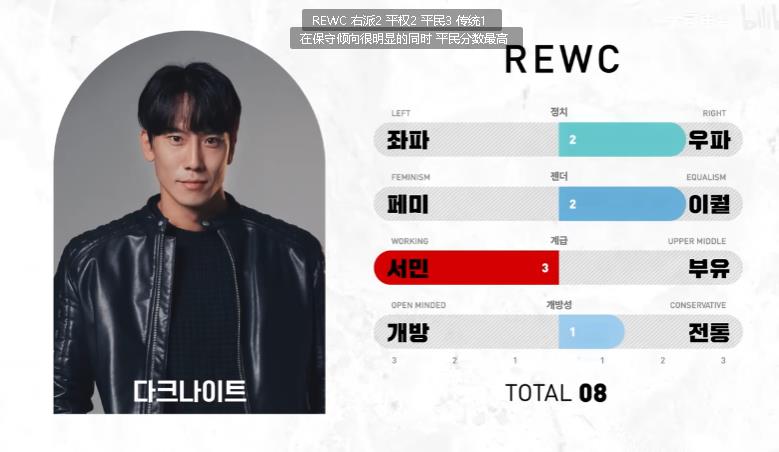 REWC 右派2 平权2 平民3 传统1
在保守倾向很明显的同时 平民分数最高
REWC
LEFT 정치 RIGHT
좌파 2 우파
FEMINISM 젠더 EQUALISM
페미 2 이퀄
WORKING 계급 UPPER MIDDLE
서민 3 부유
OPEN MINDED 개방성 CONSERVATIVE
개방 1 전통
3 2 1 1 2 3
다크나이트
TOTAL 08